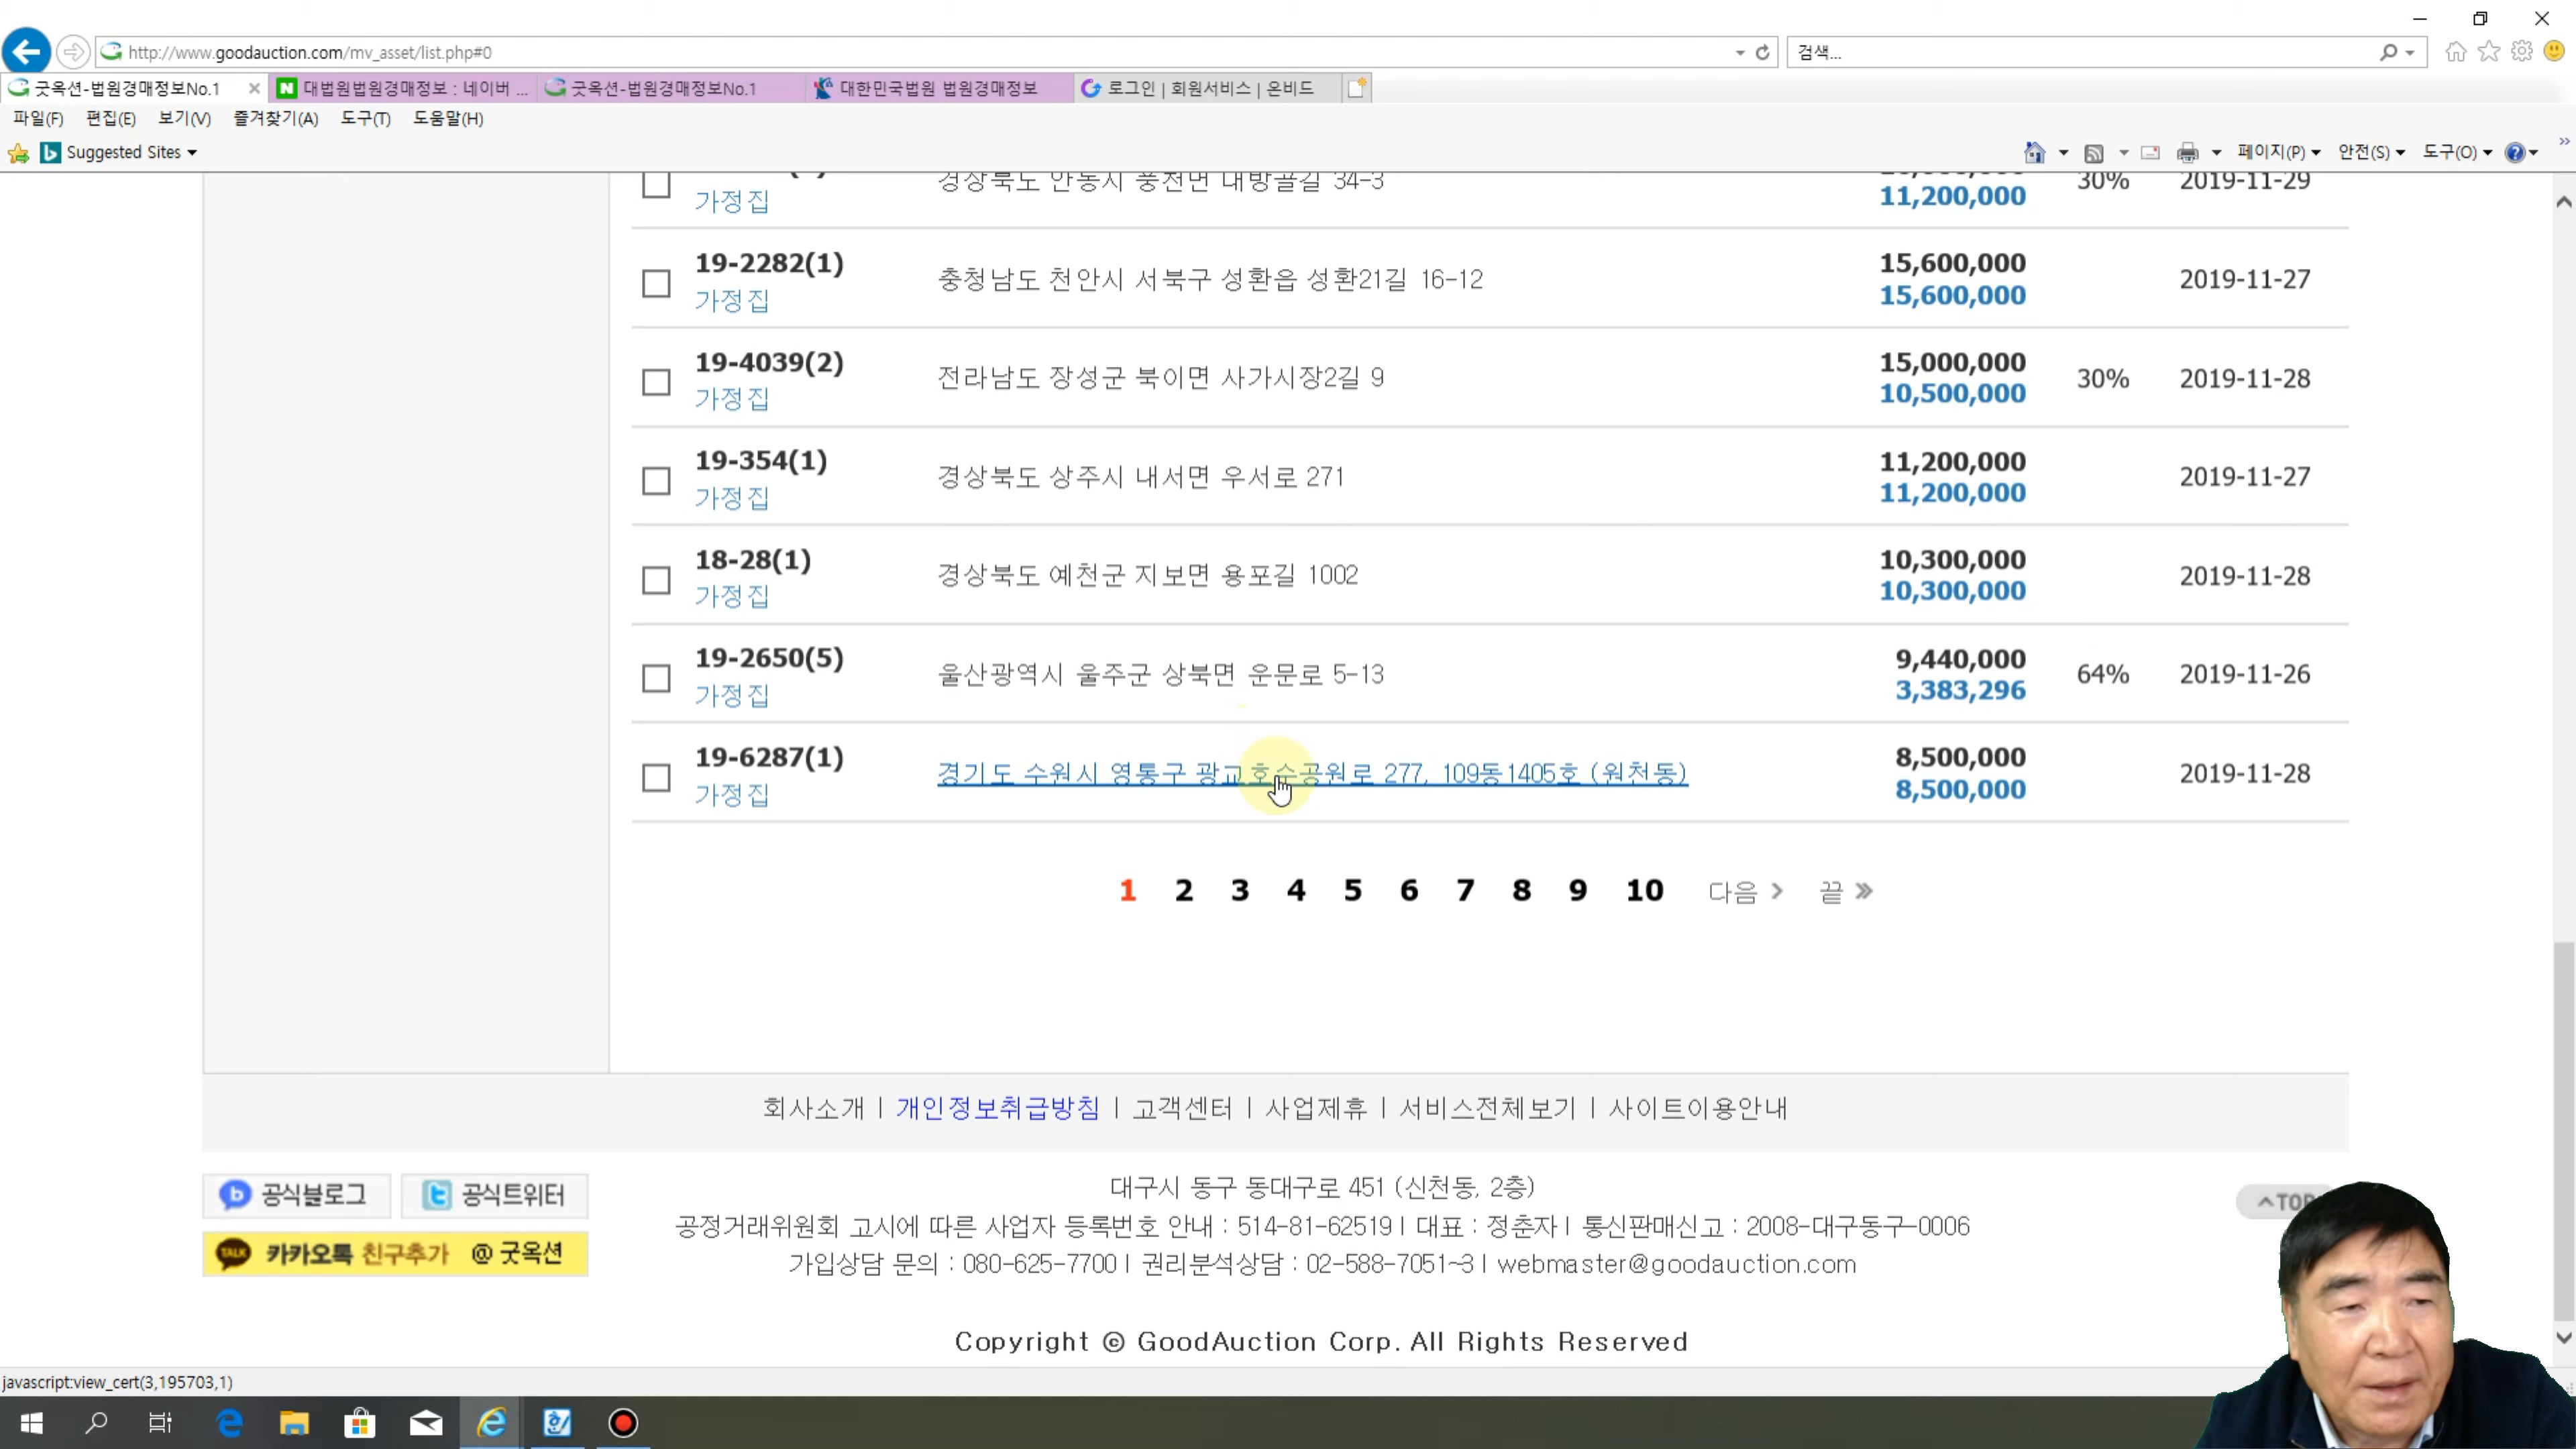 http://www.goodauction.com/mv_asset/list.php#0
검색...
굿옥션-법원경매정보No.1
대법원법원경매정보 : 네이버 ...
굿옥션-법원경매정보No.1
대한민국법원 법원경매정보
로그인 | 회원서비스 | 온비드
파일(F) 편집(E) 보기(V) 즐겨찾기(A) 도구(T) 도움말(H)
Suggested Sites
페이지(P) 안전(S) 도구(O)
경상북도 안동시 풍천면 대방골길 34-3 30% 2019-11-29
가정집 11,200,000
19-2282(1) 15,600,000
충청남도 천안시 서북구 성환읍 성환21길 16-12 2019-11-27
가정집 15,600,000
19-4039(2) 15,000,000
전라남도 장성군 북이면 사가시장2길 9 30% 2019-11-28
가정집 10,500,000
19-354(1) 11,200,000
경상북도 상주시 내서면 우서로 271 2019-11-27
가정집 11,200,000
18-28(1) 10,300,000
경상북도 예천군 지보면 용포길 1002 2019-11-28
가정집 10,300,000
19-2650(5) 9,440,000
울산광역시 울주군 상북면 운문로 5-13 64% 2019-11-26
가정집 3,383,296
19-6287(1) 8,500,000
경기도 수원시 영통구 광교호수공원로 277, 109동1405호 (원천동) 2019-11-28
가정집 8,500,000
1 2 3 4 5 6 7 8 9 10 다음 끝
회사소개 | 개인정보취급방침 | 고객센터 | 사업제휴 | 서비스전체보기 | 사이트이용안내
공식블로그 공식트위터
TALK 카카오톡 친구추가 @ 굿옥션
대구시 동구 동대구로 451 (신천동, 2층)
공정거래위원회 고시에 따른 사업자 등록번호 안내 : 514-81-62519 | 대표 : 정춘자 | 통신판매신고 : 2008-대구동구-0006
가입상담 문의 : 080-625-7700 | 권리분석상담 : 02-588-7051~3 | webmaster@goodauction.com
TOP
Copyright © GoodAuction Corp. All Rights Reserved
javascript:view_cert(3,195703,1)